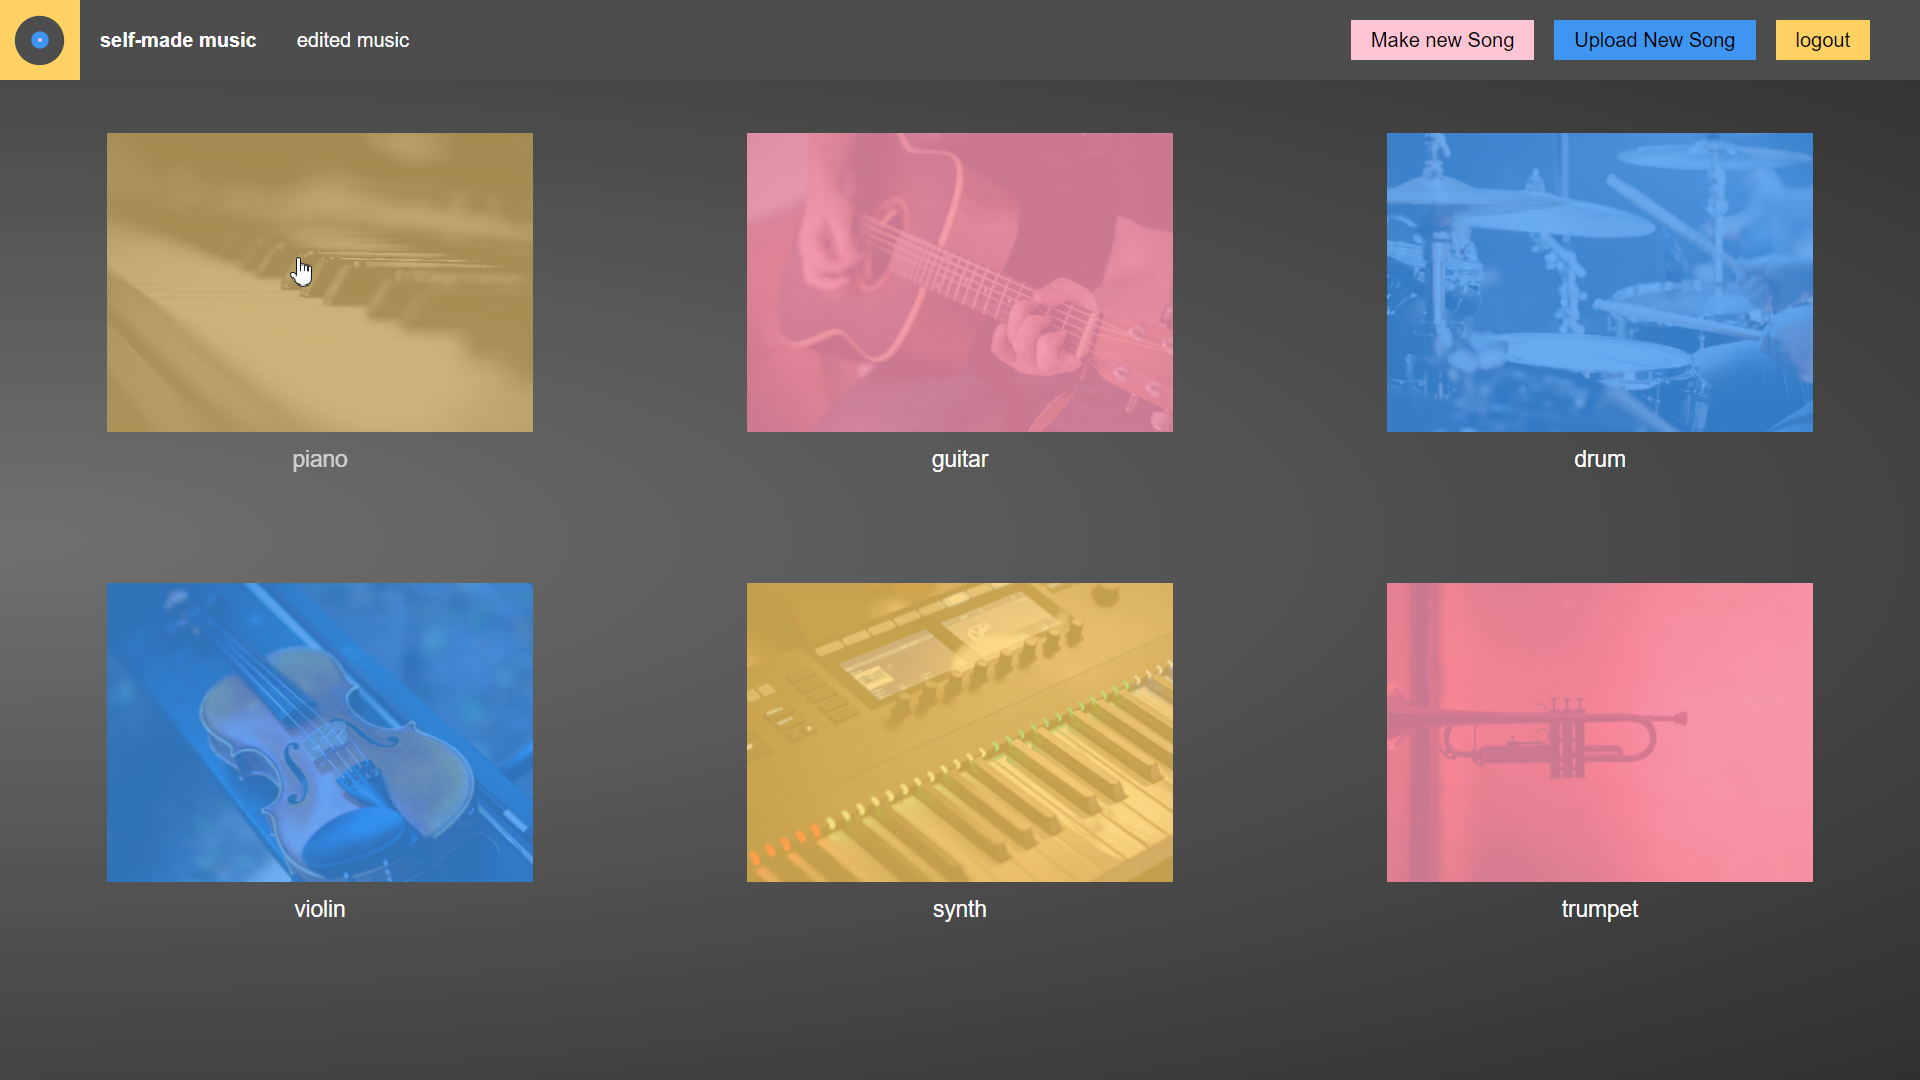 self-made music
edited music
Make new Song
Upload New Song
logout
piano
guitar
drum
violin
synth
trumpet